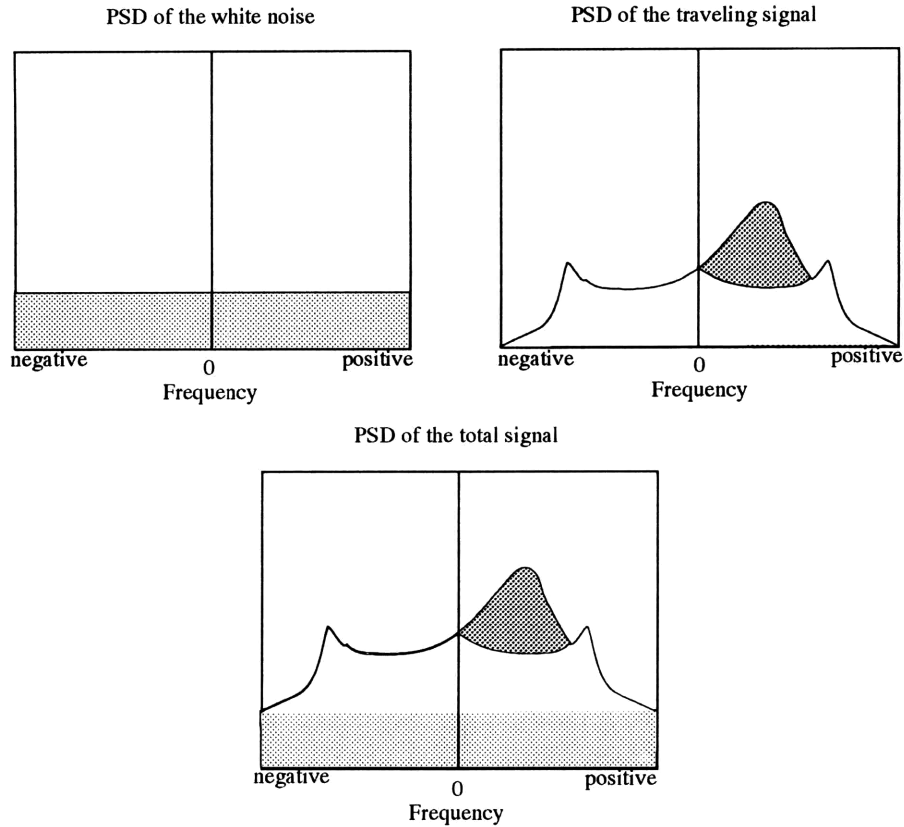 PSD of the white noise
PSD of the traveling signal
negative
0
positive
Frequency
negative
0
positive
Frequency
PSD of the total signal
negative
0
positive
Frequency